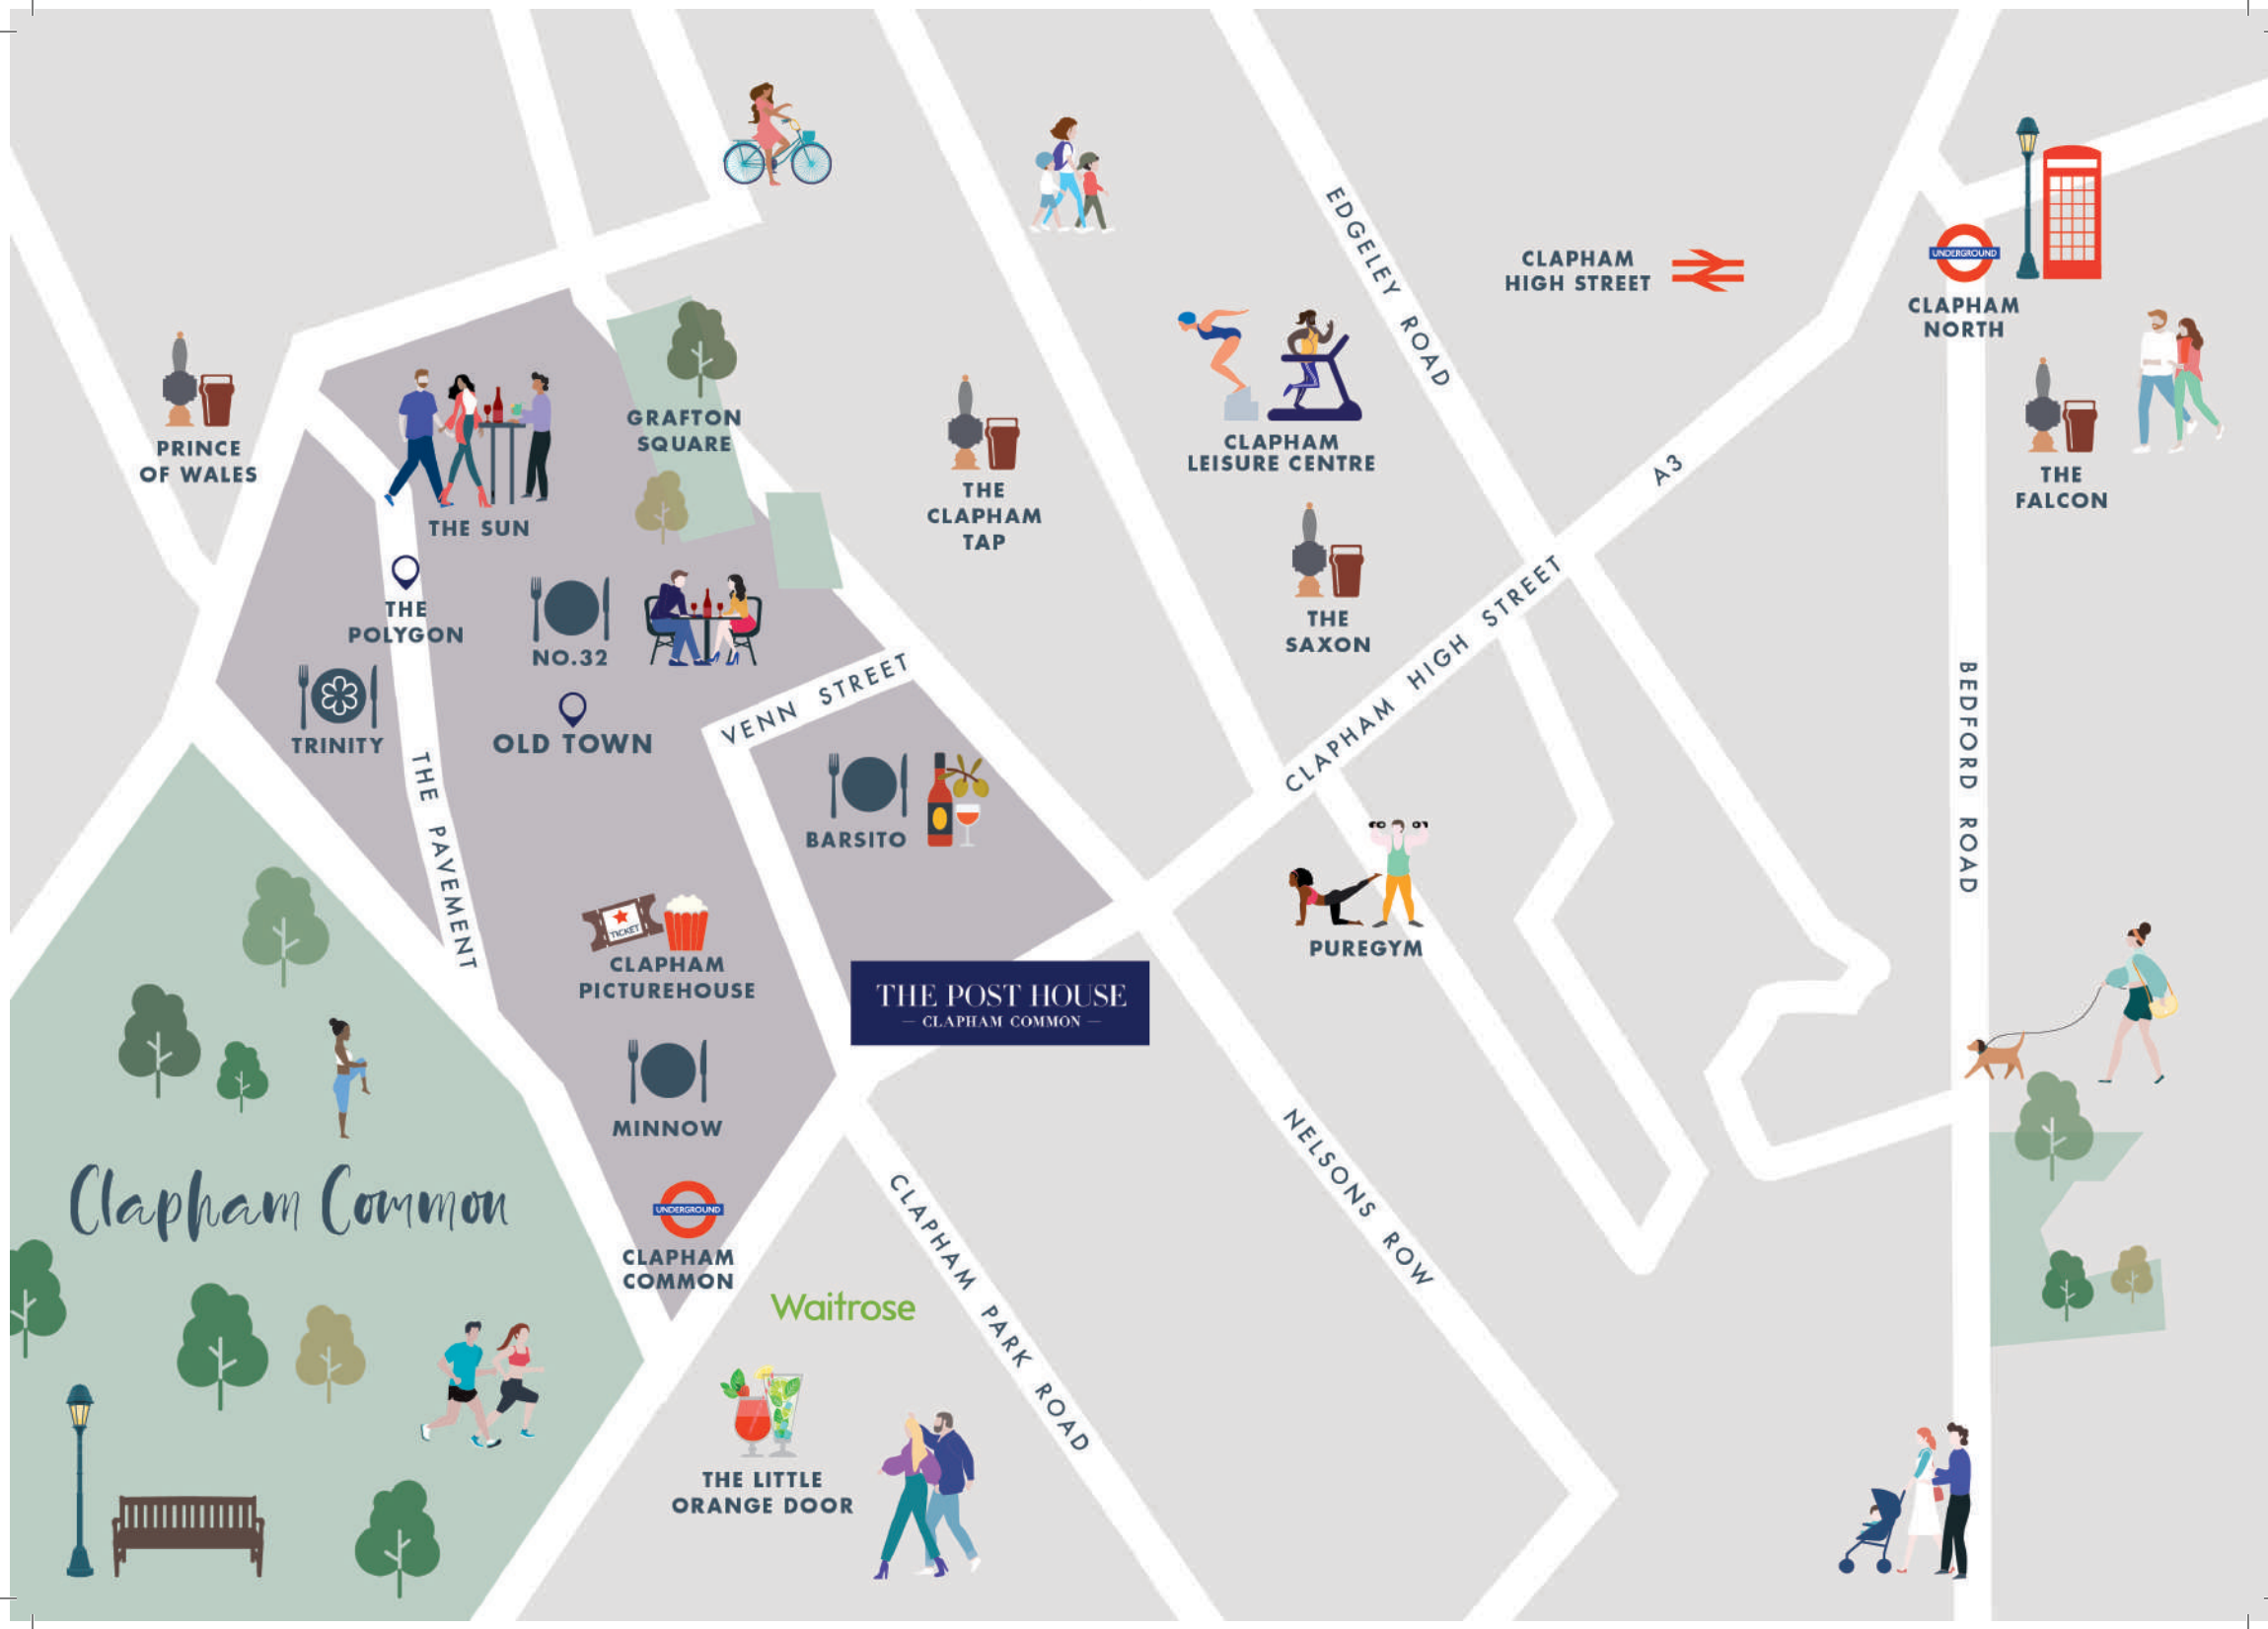 EDGELEY ROAD
CLAPHAM
HIGH STREET
UNDERGROUND
CLAPHAM
NORTH
PRINCE
OF WALES
GRAFTON
SQUARE
THE SUN
THE
CLAPHAM
TAP
CLAPHAM
LEISURE CENTRE
A3
THE
FALCON
THE
POLYGON
NO.32
THE
SAXON
TRINITY
OLD TOWN
VENN STREET
CLAPHAM HIGH STREET
BEDFORD ROAD
THE PAVEMENT
BARSITO
TICKET
CLAPHAM
PICTUREHOUSE
PUREGYM
THE POST HOUSE
— CLAPHAM COMMON —
MINNOW
Clapham Common
UNDERGROUND
CLAPHAM
COMMON
CLAPHAM PARK ROAD
NELSONS ROW
Waitrose
THE LITTLE
ORANGE DOOR